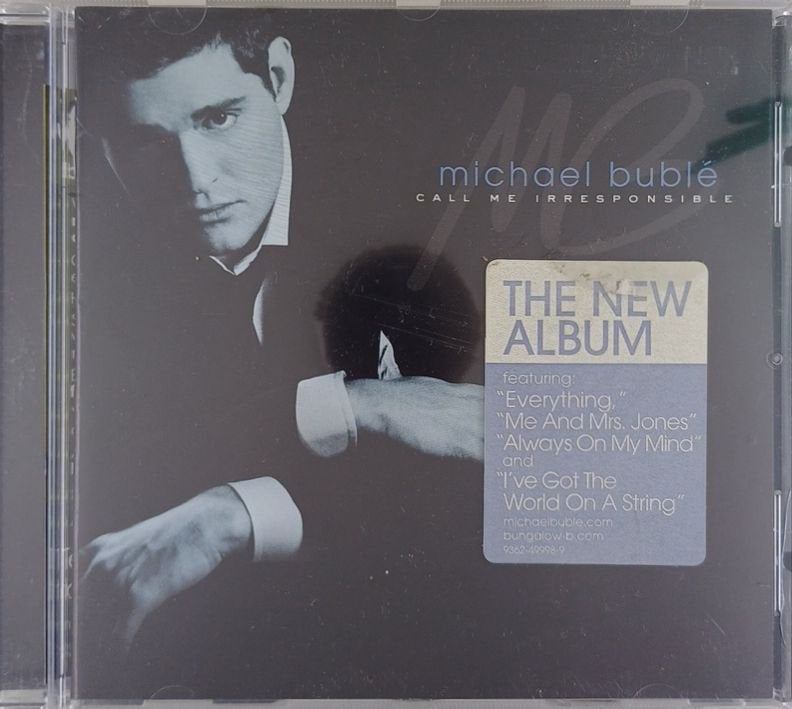 MB
michael bublé
CALL ME IRRESPONSIBLE
THE NEW
ALBUM
featuring:
“Everything,”
“Me And Mrs. Jones”
“Always On My Mind”
and
“I’ve Got The
World On A String”
michaelbuble.com
bungalow-b.com
9362-49998-9